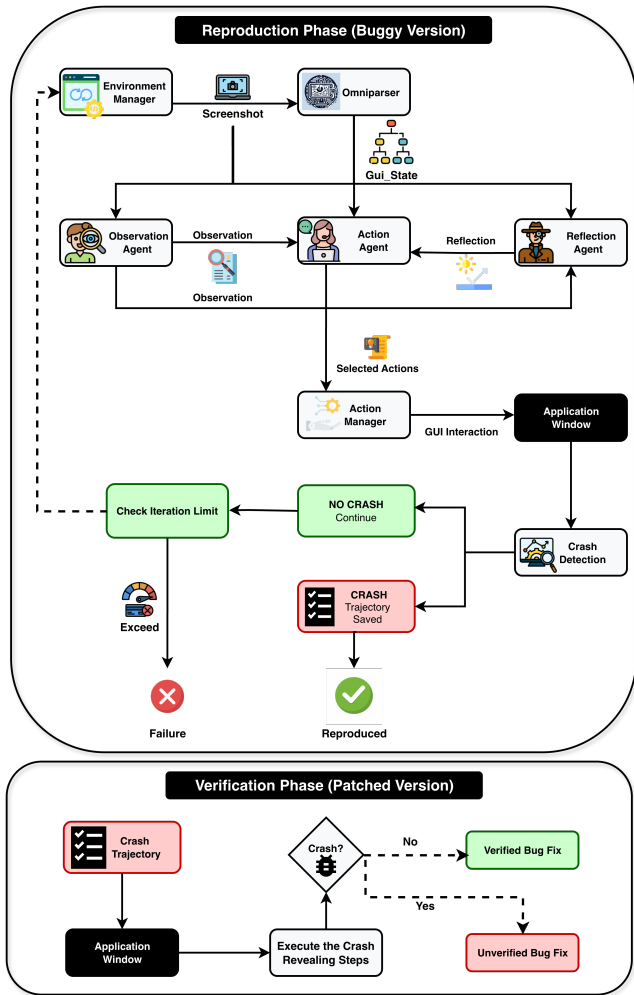 Reproduction Phase (Buggy Version)
Environment
Manager
Screenshot
Omniparser
Gui_State
Observation
Agent
Observation
Action
Agent
Reflection
Reflection
Agent
Observation
Selected Actions
Action
Manager
GUI Interaction
Application
Window
Check Iteration Limit
NO CRASH
Continue
Crash
Detection
Exceed
CRASH
Trajectory
Saved
Failure
Reproduced
Verification Phase (Patched Version)
Crash
Trajectory
Crash?
No
Verified Bug Fix
Yes
Application
Window
Execute the Crash
Revealing Steps
Unverified Bug Fix